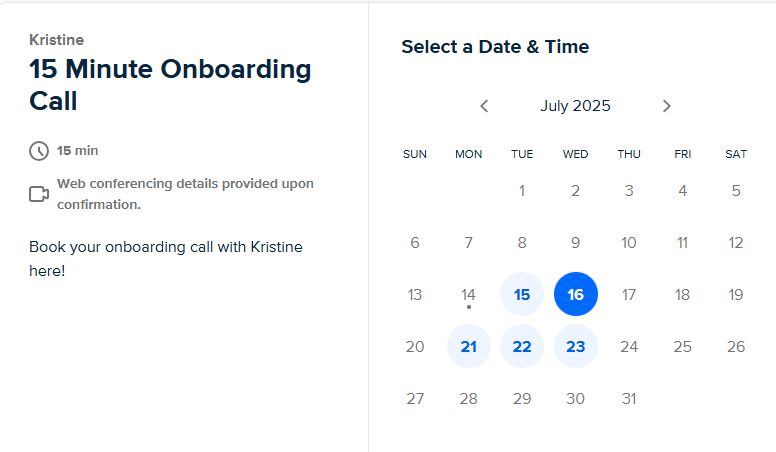 Kristine
15 Minute Onboarding
Call
15 min
Web conferencing details provided upon
confirmation.
Book your onboarding call with Kristine
here!
Select a Date & Time
July 2025
SUN MON TUE WED THU FRI SAT
1 2 3 4 5
6 7 8 9 10 11 12
13 14 15 16 17 18 19
20 21 22 23 24 25 26
27 28 29 30 31